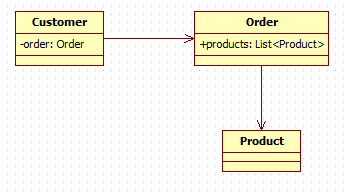 Customer
-order: Order
Order
+products: List<Product>
Product